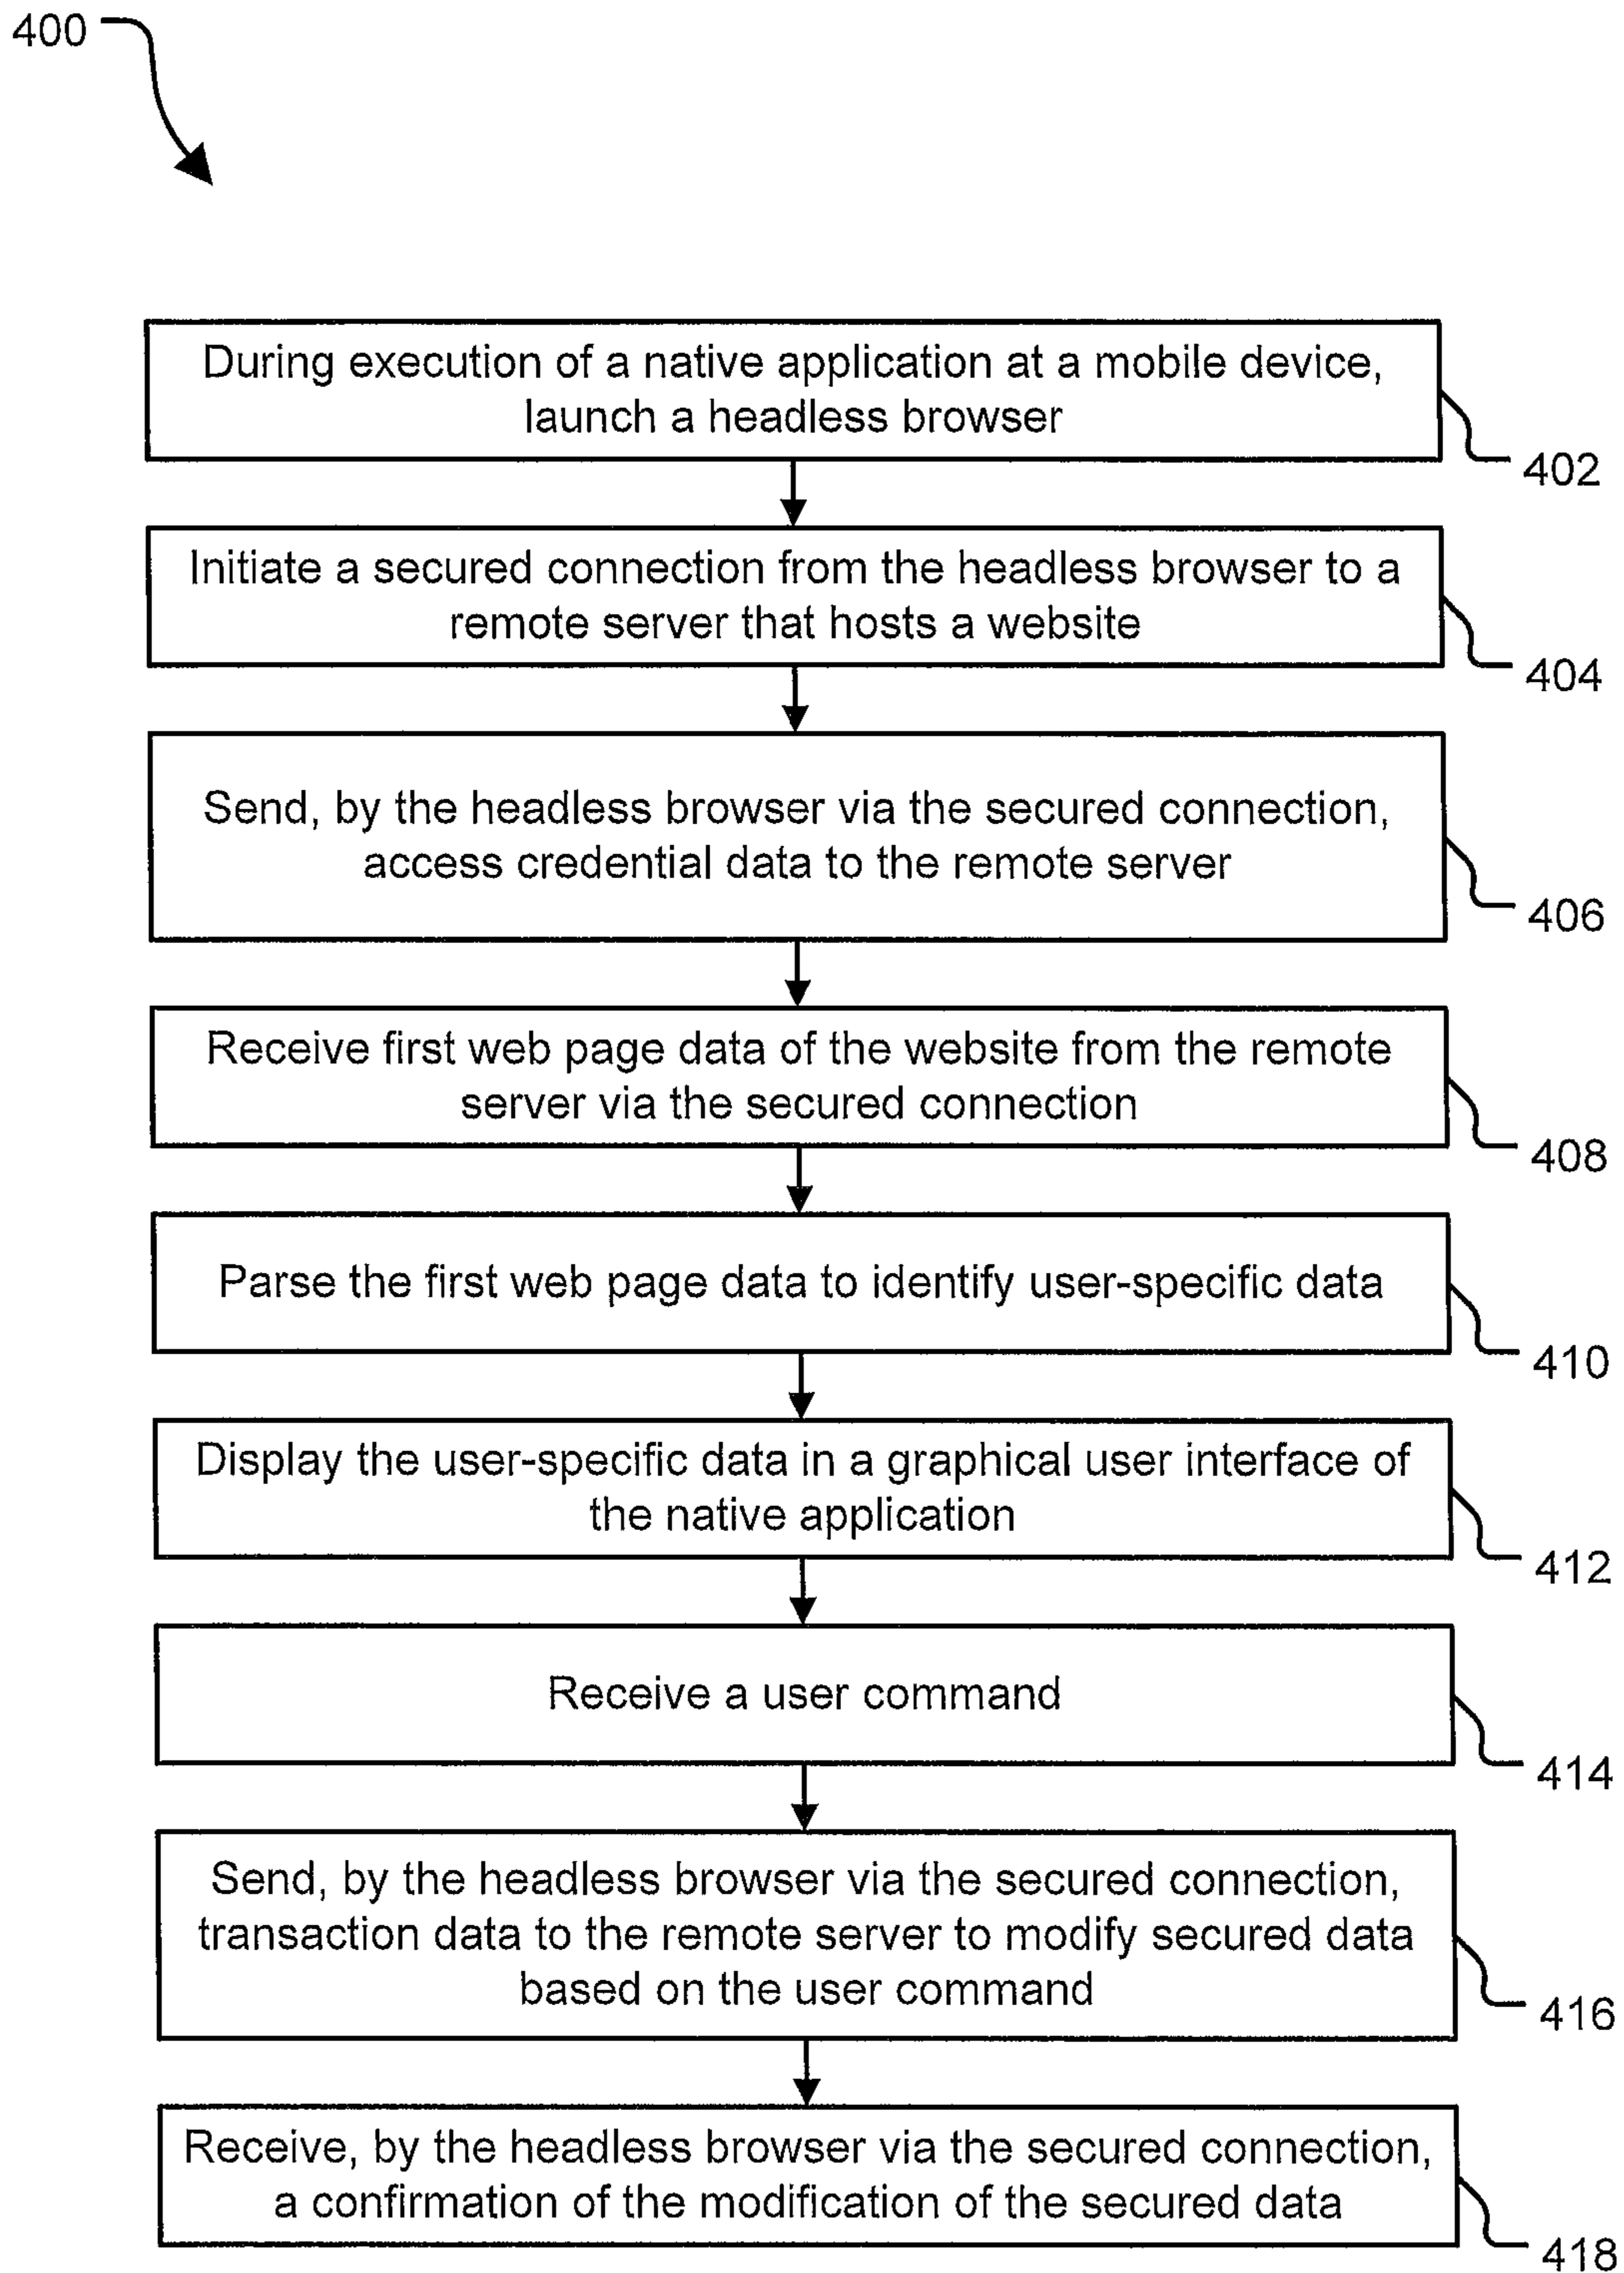 400
During execution of a native application at a mobile device,
launch a headless browser
402
Initiate a secured connection from the headless browser to a
remote server that hosts a website
404
Send, by the headless browser via the secured connection,
access credential data to the remote server
406
Receive first web page data of the website from the remote
server via the secured connection
408
Parse the first web page data to identify user-specific data
410
Display the user-specific data in a graphical user interface of
the native application
412
Receive a user command
414
Send, by the headless browser via the secured connection,
transaction data to the remote server to modify secured data
based on the user command
416
Receive, by the headless browser via the secured connection,
a confirmation of the modification of the secured data
418